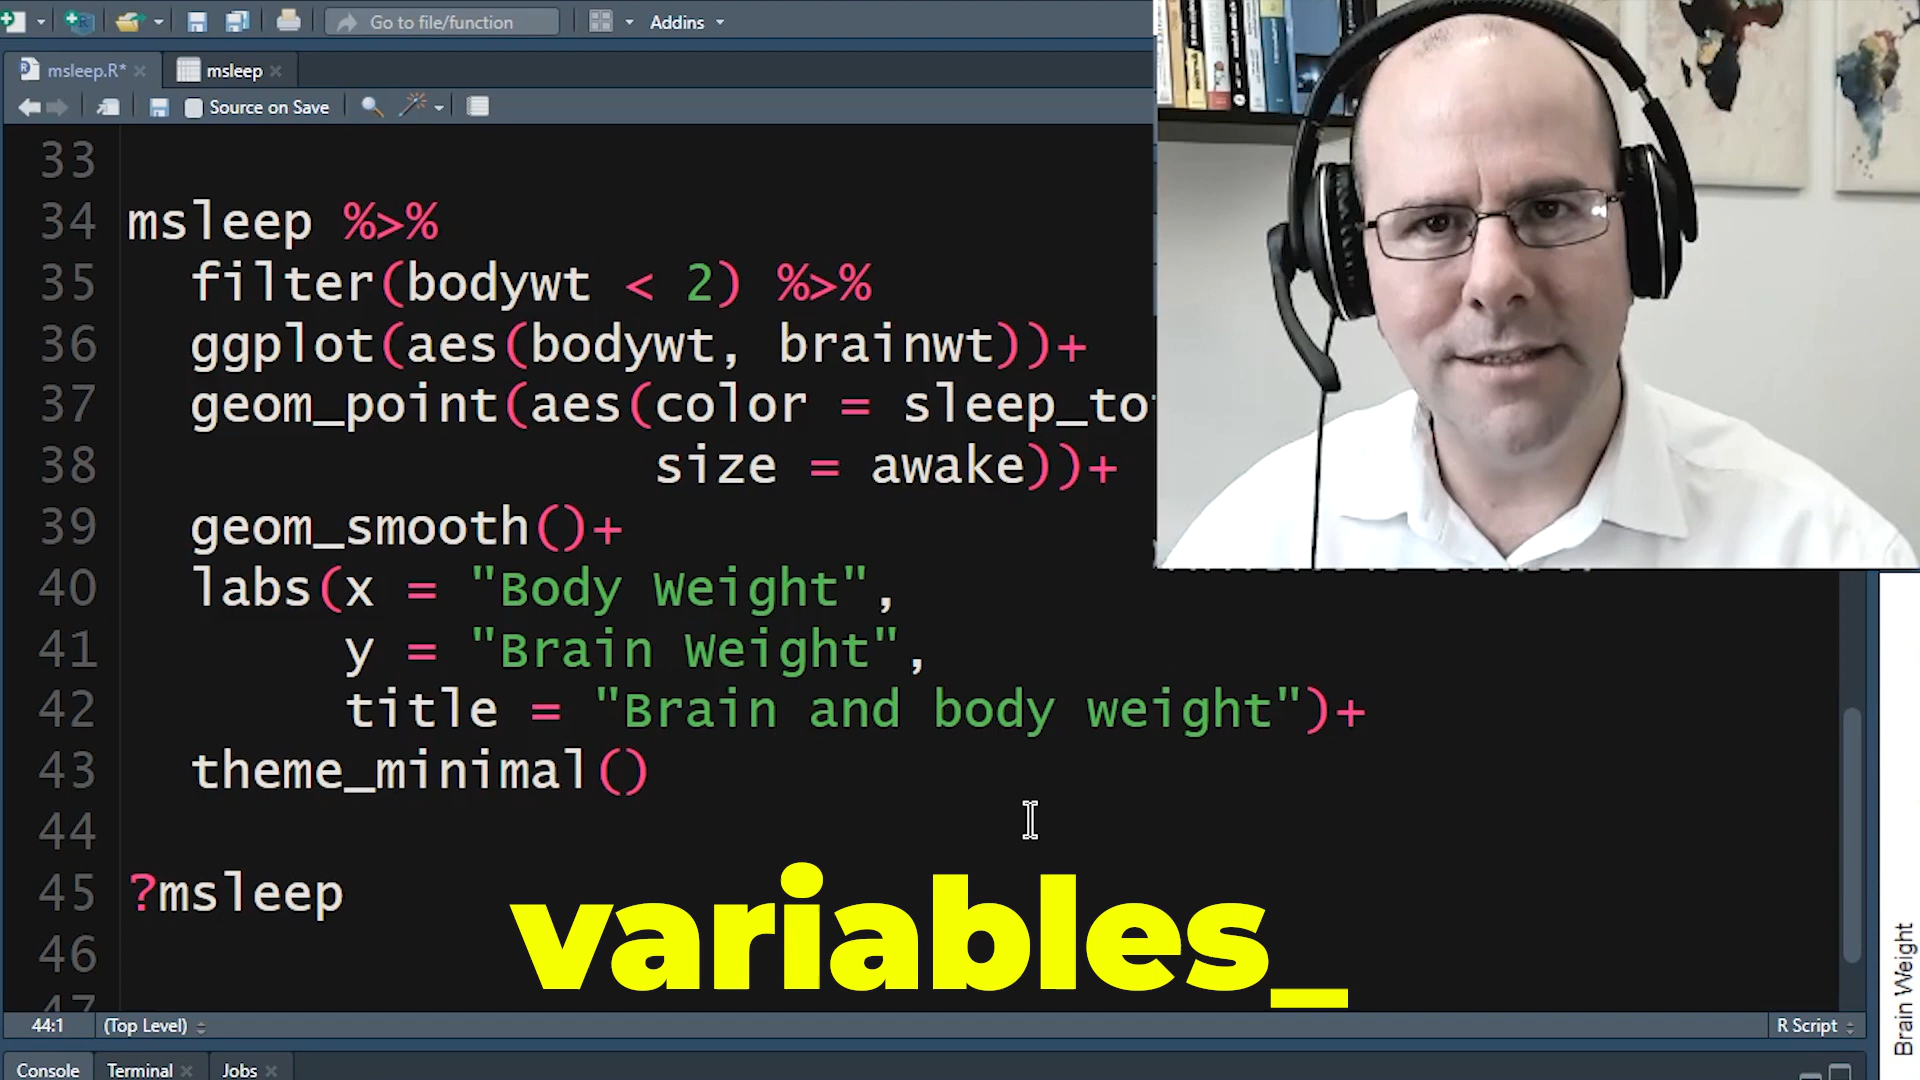 Go to file/function
Addins
msleep.R*
msleep
Source on Save
33
34 msleep %>%
35 filter(bodywt < 2) %>%
36 ggplot(aes(bodywt, brainwt))+
37 geom_point(aes(color = sleep_to
38 size = awake))+
39 geom_smooth()+
40 labs(x = "Body Weight",
41 y = "Brain Weight",
42 title = "Brain and body weight")+
43 theme_minimal()
44
45 ?msleep
46
47
variables_
44:1
(Top Level)
R Script
Brain Weight
Console
Terminal
Jobs